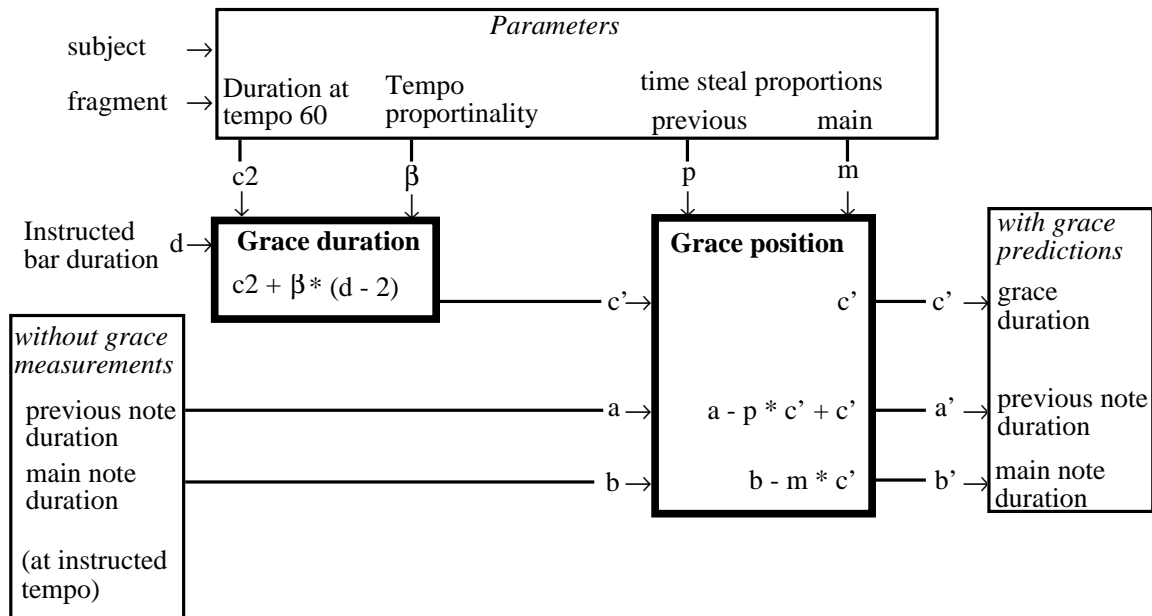 Parameters
subject →
fragment →
Duration at
tempo 60
Tempo
proportinality
time steal proportions
previous
main
c2
β
p
m
Instructed
bar duration
d →
Grace duration
c2 + β * (d - 2)
Grace position
c' →
c'
c' →
a →
a - p * c' + c'
a' →
b →
b - m * c'
b' →
without grace
measurements
previous note
duration
main note
duration
(at instructed
tempo)
with grace
predictions
grace
duration
previous note
duration
main note
duration